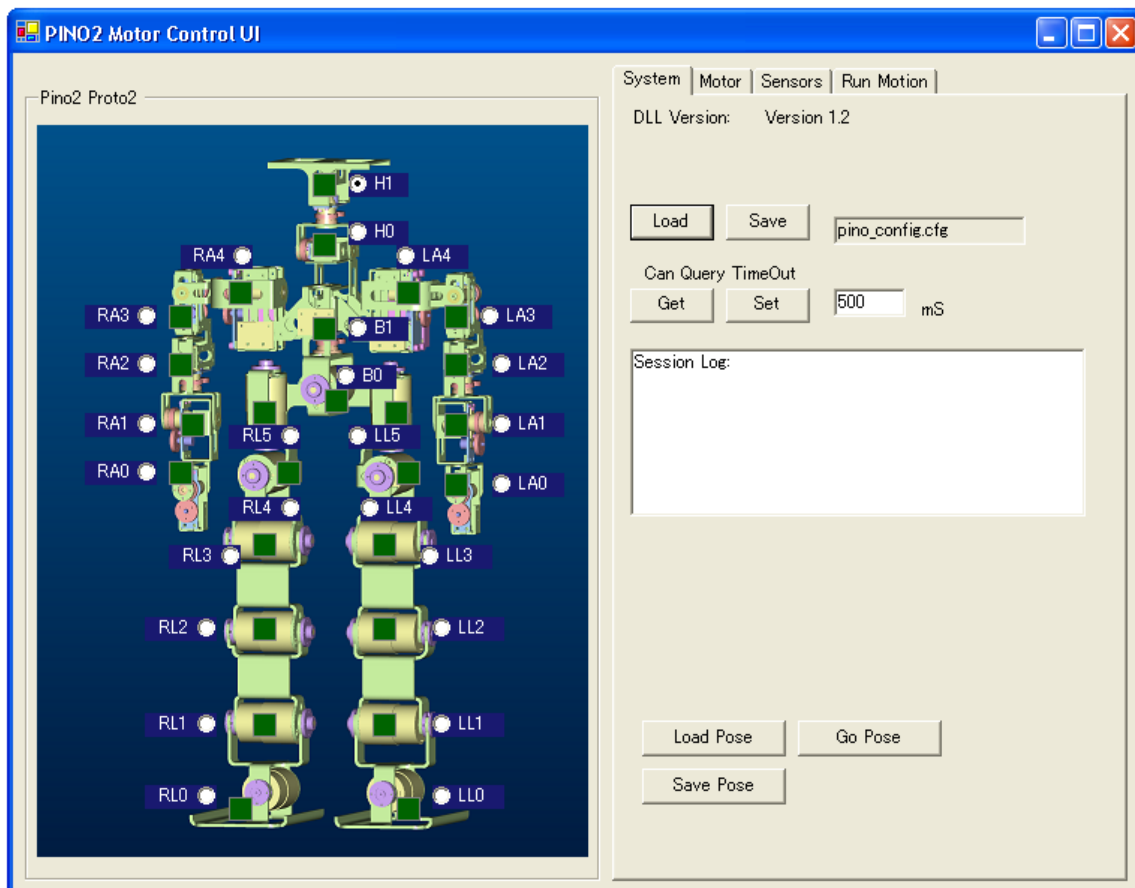 PINO2 Motor Control UI
Pino2 Proto2
H1
H0
RA4
LA4
RA3
LA3
B1
RA2
LA2
B0
RA1
LA1
RL5
LL5
RA0
LA0
RL4
LL4
RL3
LL3
RL2
LL2
RL1
LL1
RL0
LL0
System Motor Sensors Run Motion
DLL Version: Version 1.2
Load Save pino_config.cfg
Can Query TimeOut
Get Set 500 mS
Session Log:
Load Pose Go Pose
Save Pose